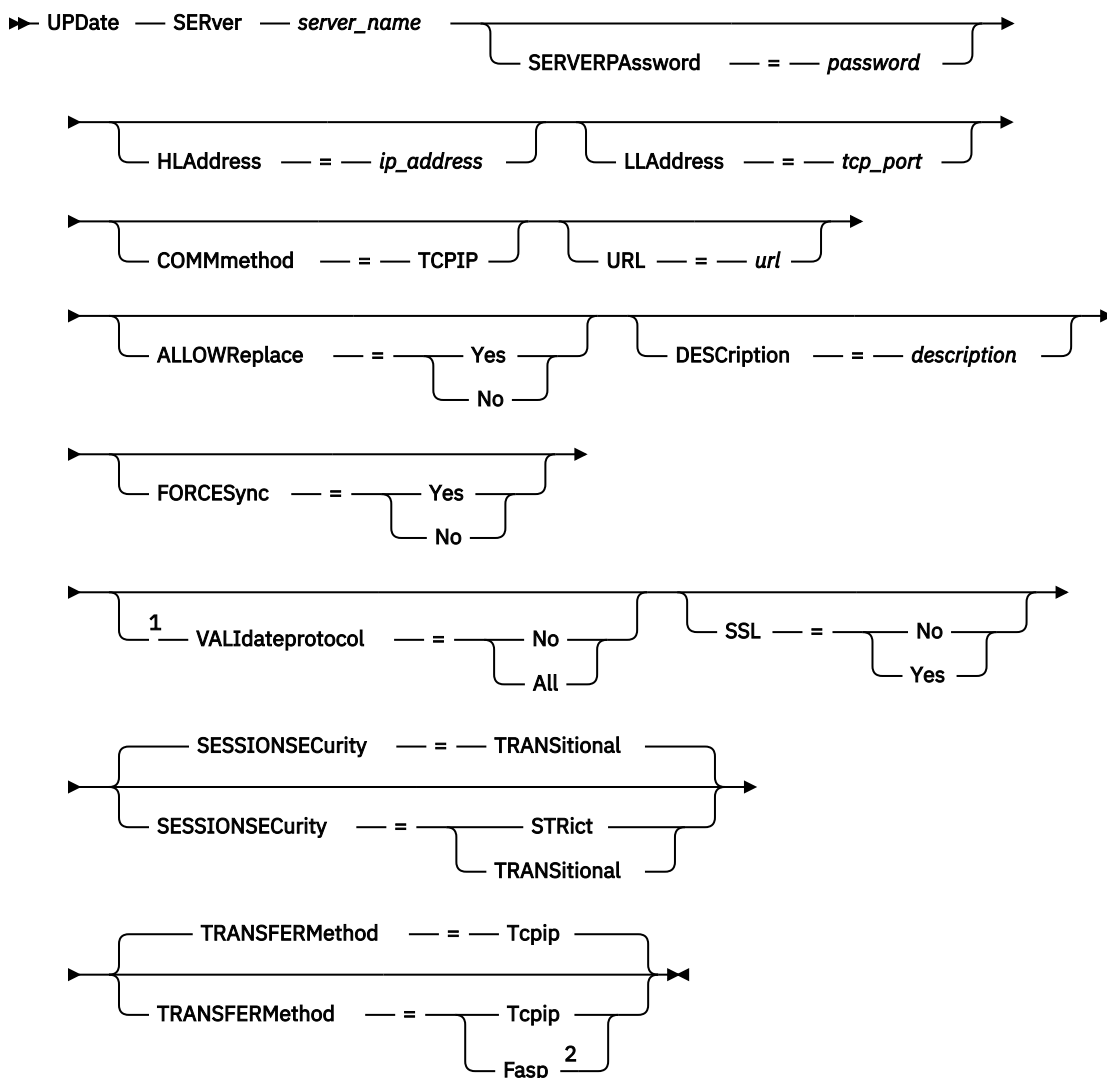 UPDate SERver server_name
SERVERPAssword = password
HLAddress = ip_address LLAddress = tcp_port
COMMmethod = TCPIP URL = url
ALLOWReplace = Yes DESCription = description
No
FORCESync = Yes
No
1 VALIdateprotocol = No SSL = No
All Yes
SESSIONSECurity = TRANSitional
SESSIONSECurity = STRict
TRANSitional
TRANSFERMethod = Tcpip
TRANSFERMethod = Tcpip
Fasp 2